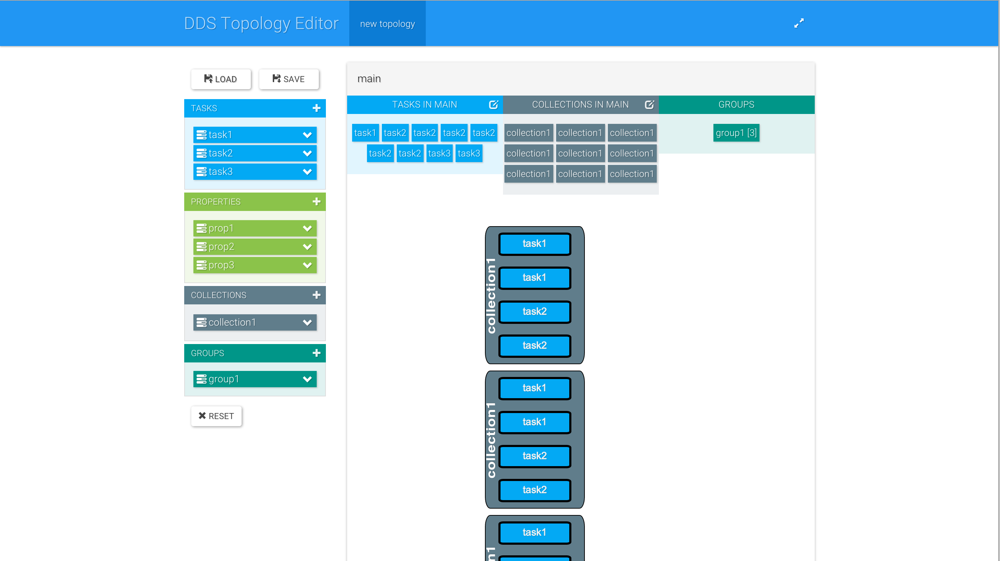 DDS Topology Editor new topology
LOAD SAVE
TASKS
task1
task2
task3
PROPERTIES
prop1
prop2
prop3
COLLECTIONS
collection1
GROUPS
group1
RESET
main
TASKS IN MAIN
task1 task2 task2 task2 task2
task2 task2 task3 task3
COLLECTIONS IN MAIN
collection1 collection1 collection1
collection1 collection1 collection1
collection1 collection1 collection1
GROUPS
group1 [3]
collection1
task1
task1
task2
task2
collection1
task1
task1
task2
task2
task1